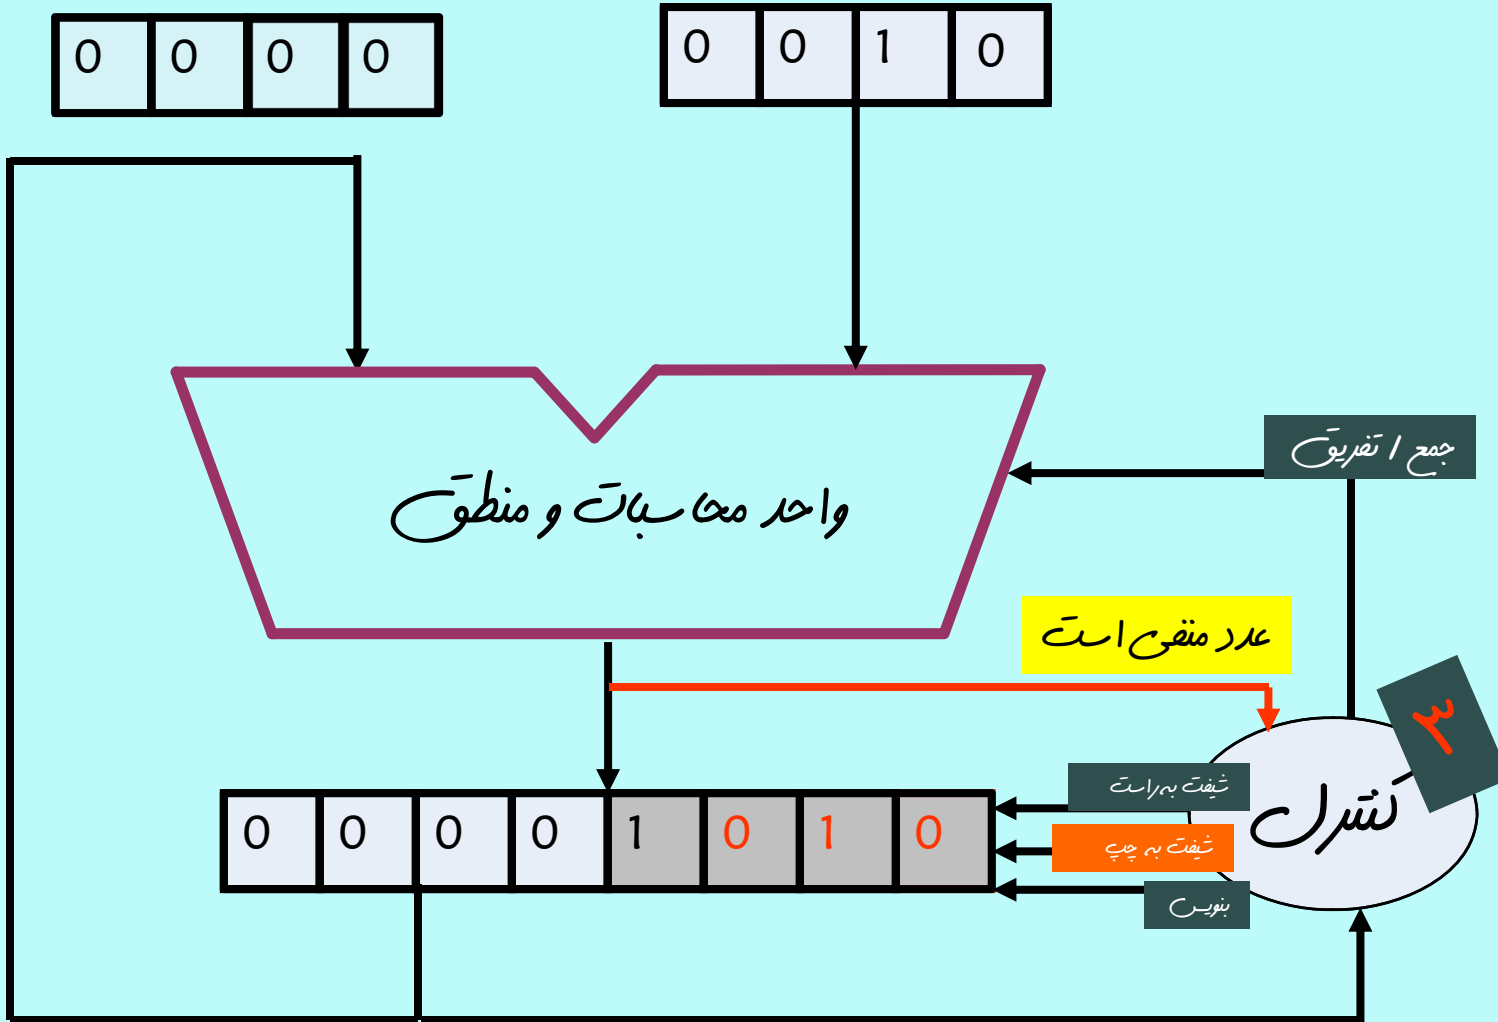 0 0 0 0
0 0 1 0
جمع / تفریق
واحد محاسبات و منطق
عدد منفی است
۳
شیفت به راست
کنترل
0 0 0 0 1 0 1 0
شیفت به چپ
بنویس